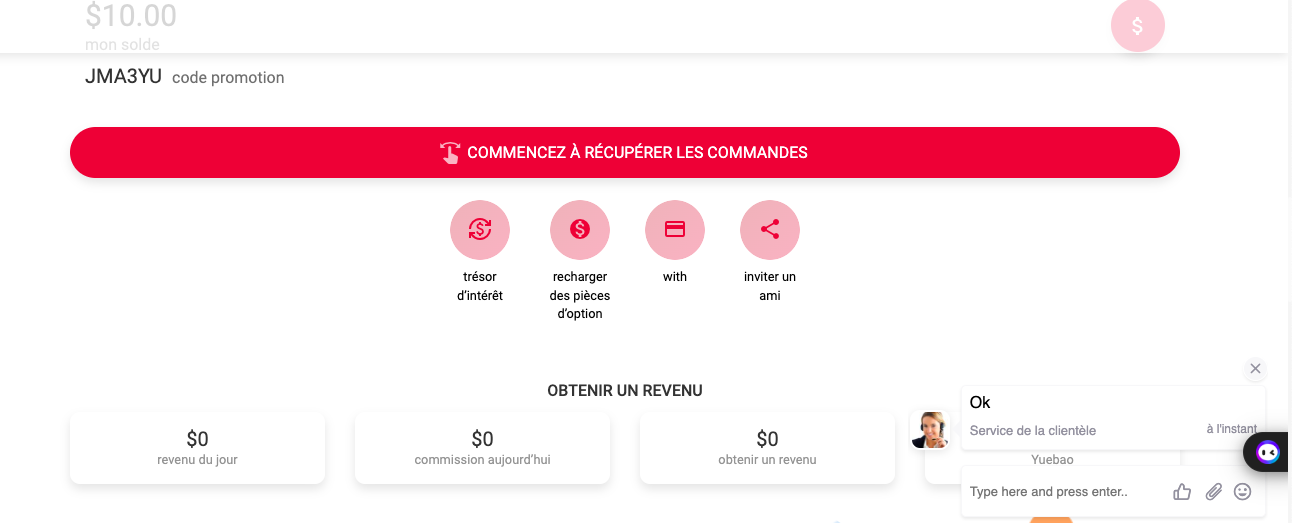 $10.00
mon solde
$
JMA3YU code promotion
COMMENCEZ À RÉCUPÉRER LES COMMANDES
trésor
d'intérêt
recharger
des pièces
d'option
with
inviter un
ami
OBTENIR UN REVENU
$0
revenu du jour
$0
commission aujourd'hui
$0
obtenir un revenu
Yuebao
Ok
Service de la clientèle
à l'instant
Type here and press enter..